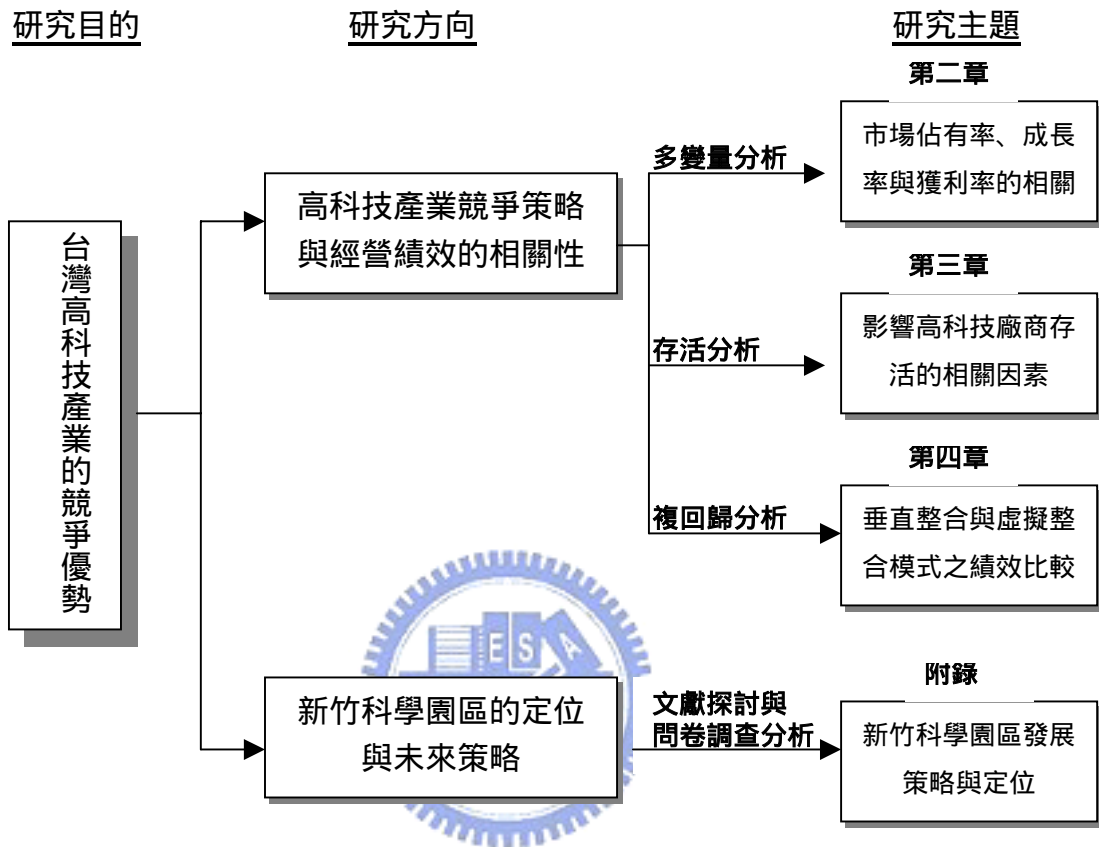 研究目的
研究方向
研究主題
台灣高科技產業的競爭優勢
高科技產業競爭策略
與經營績效的相關性
多變量分析
第二章
市場佔有率、成長
率與獲利率的相關
存活分析
第三章
影響高科技廠商存
活的相關因素
複回歸分析
第四章
垂直整合與虛擬整
合模式之績效比較
新竹科學園區的定位
與未來策略
文獻探討與
問卷調查分析
附錄
新竹科學園區發展
策略與定位
E S A